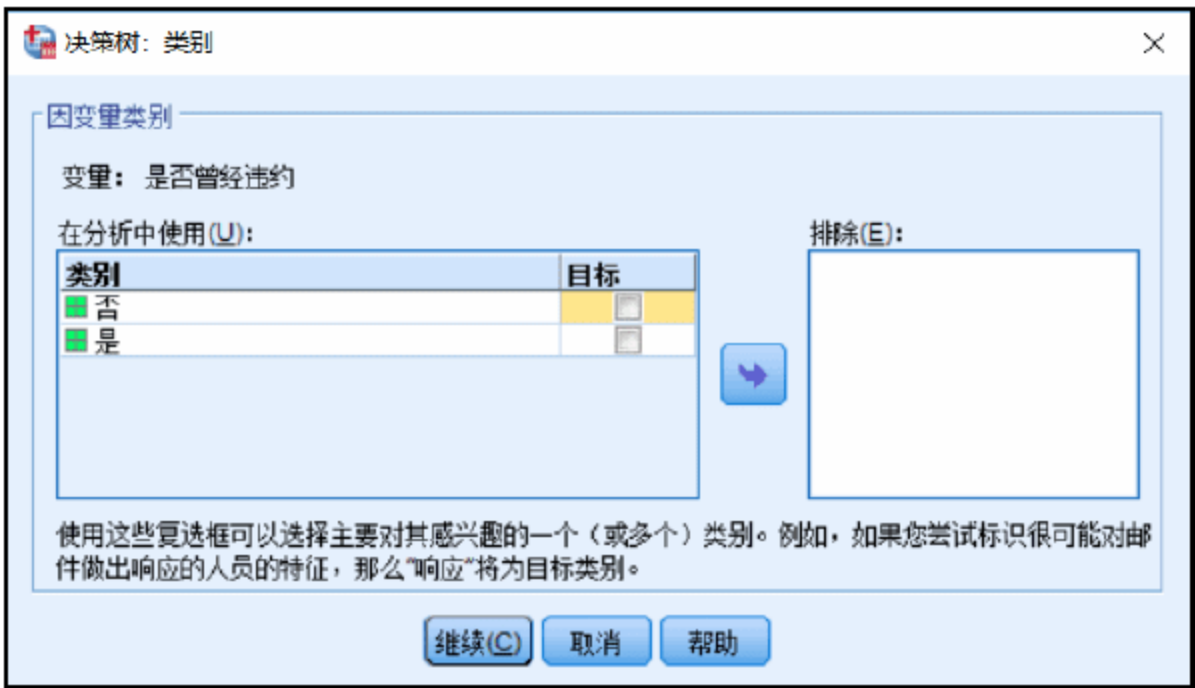 决策树：类别
因变量类别
变量： 是否曾经违约
在分析中使用(U)：
排除(E)：
类别 目标
否
是
使用这些复选框可以选择主要对其感兴趣的一个（或多个）类别。例如，如果您尝试标识很可能对邮
件做出响应的人员的特征，那么"响应"将为目标类别。
继续(C) 取消 帮助